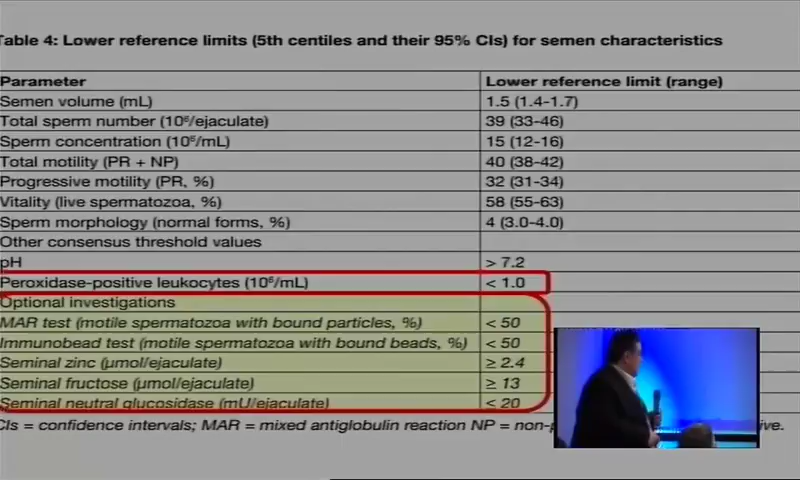 Table 4: Lower reference limits (5th centiles and their 95% CIs) for semen characteristics
Parameter Lower reference limit (range)
Semen volume (mL) 1.5 (1.4-1.7)
Total sperm number (10⁶/ejaculate) 39 (33-46)
Sperm concentration (10⁶/mL) 15 (12-16)
Total motility (PR + NP) 40 (38-42)
Progressive motility (PR, %) 32 (31-34)
Vitality (live spermatozoa, %) 58 (55-63)
Sperm morphology (normal forms, %) 4 (3.0-4.0)
Other consensus threshold values
pH > 7.2
Peroxidase-positive leukocytes (10⁶/mL) < 1.0
Optional investigations
MAR test (motile spermatozoa with bound particles, %) < 50
Immunobead test (motile spermatozoa with bound beads, %) < 50
Seminal zinc (µmol/ejaculate) ≥ 2.4
Seminal fructose (µmol/ejaculate) ≥ 13
Seminal neutral glucosidase (mU/ejaculate) < 20
CIs = confidence intervals; MAR = mixed antiglobulin reaction NP =